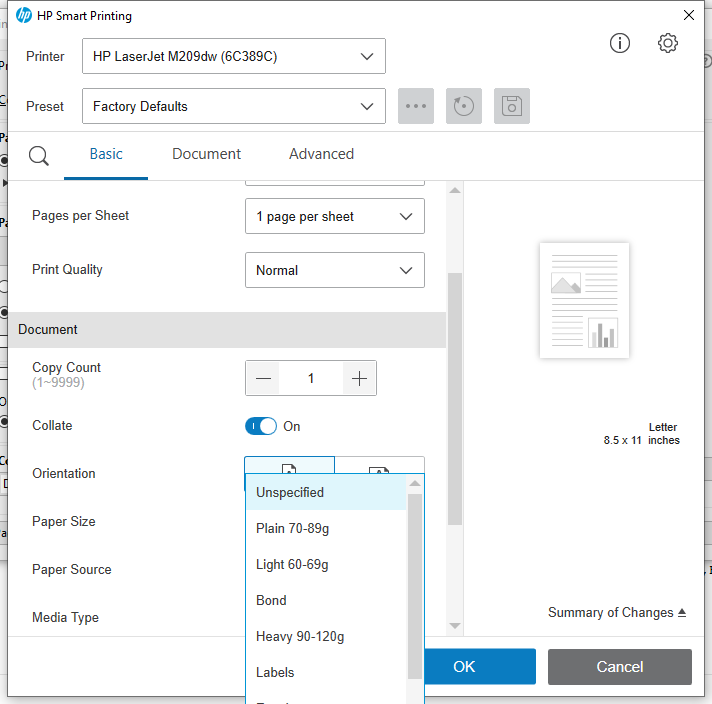 hp HP Smart Printing
Printer HP LaserJet M209dw (6C389C)
Preset Factory Defaults
Basic Document Advanced
Pages per Sheet 1 page per sheet
Print Quality Normal
Document
Copy Count 1
(1~9999)
Collate On
Orientation
Paper Size
Paper Source
Media Type
Unspecified
Plain 70-89g
Light 60-69g
Bond
Heavy 90-120g
Labels
Letter
8.5 x 11 inches
Summary of Changes
OK Cancel